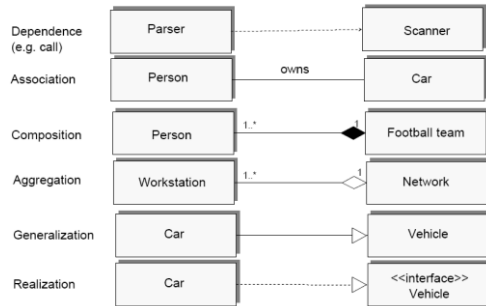 Dependence
(e.g. call)
Parser
Scanner
Association
Person
owns
Car
Composition
Person
1..*
1
Football team
Aggregation
Workstation
1..*
1
Network
Generalization
Car
Vehicle
Realization
Car
<<interface>>
Vehicle